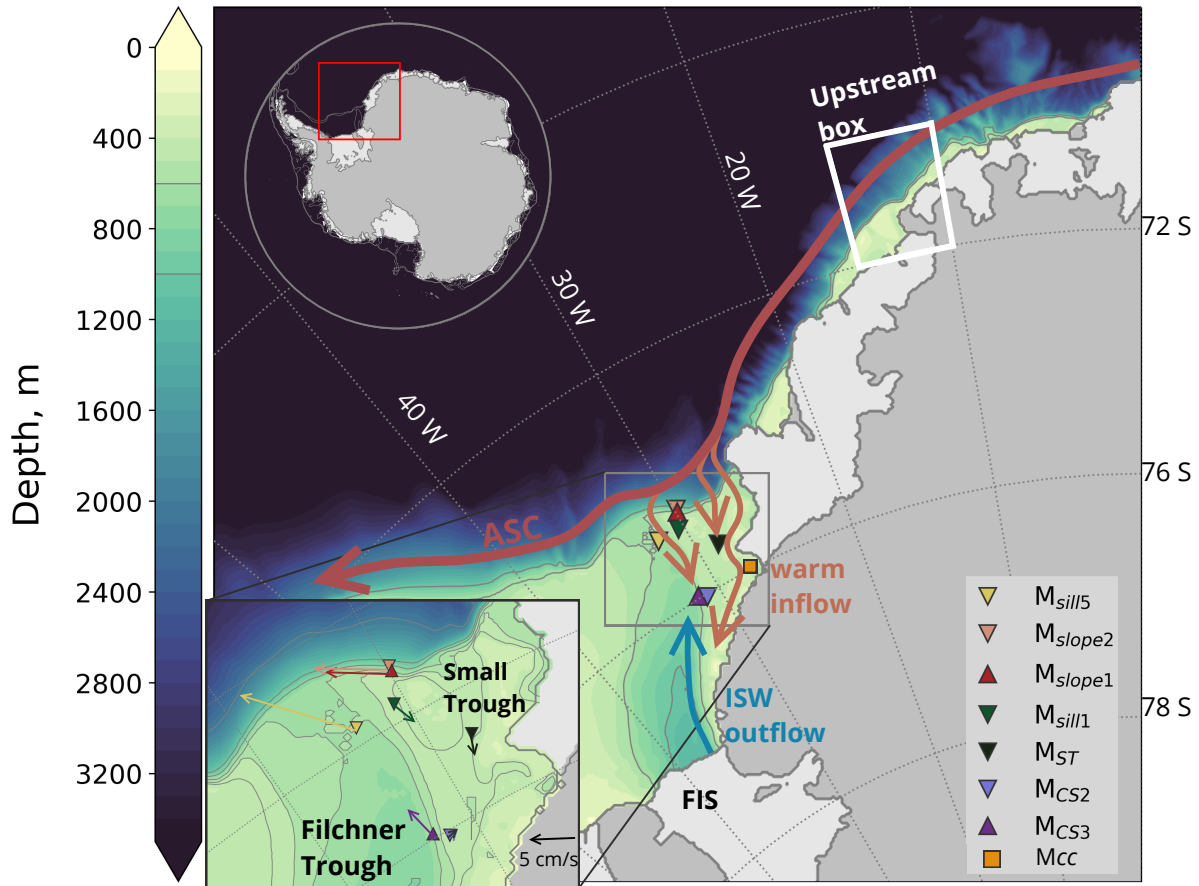 Depth, m
0
400
800
1200
1600
2000
2400
2800
3200
Upstream
box
20 W
30 W
40 W
72 S
76 S
78 S
ASC
warm
inflow
ISW
outflow
FIS
Small
Trough
Filchner
Trough
5 cm/s
Msill5
Mslope2
Mslope1
Msill1
MST
MCS2
MCS3
MCC